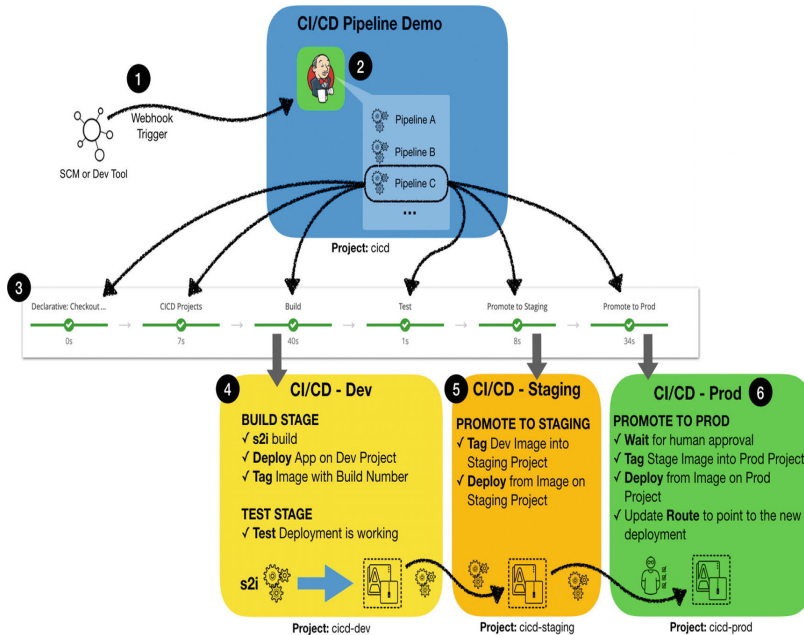 CI/CD Pipeline Demo
1
2
Webhook
Trigger
SCM or Dev Tool
Pipeline A
Pipeline B
Pipeline C
...
Project: cicd
3
Declarative: Checkout ...
CICD Projects
Build
Test
Promote to Staging
Promote to Prod
0s
7s
40s
1s
8s
34s
4
CI/CD - Dev
BUILD STAGE
✓ s2i build
✓ Deploy App on Dev Project
✓ Tag Image with Build Number
TEST STAGE
✓ Test Deployment is working
s2i
Project: cicd-dev
5
CI/CD - Staging
PROMOTE TO STAGING
✓ Tag Dev Image into
Staging Project
✓ Deploy from Image on
Staging Project
Project: cicd-staging
CI/CD - Prod
6
PROMOTE TO PROD
✓ Wait for human approval
✓ Tag Stage Image into Prod Project
✓ Deploy from Image on Prod
Project
✓ Update Route to point to the new
deployment
Project: cicd-prod